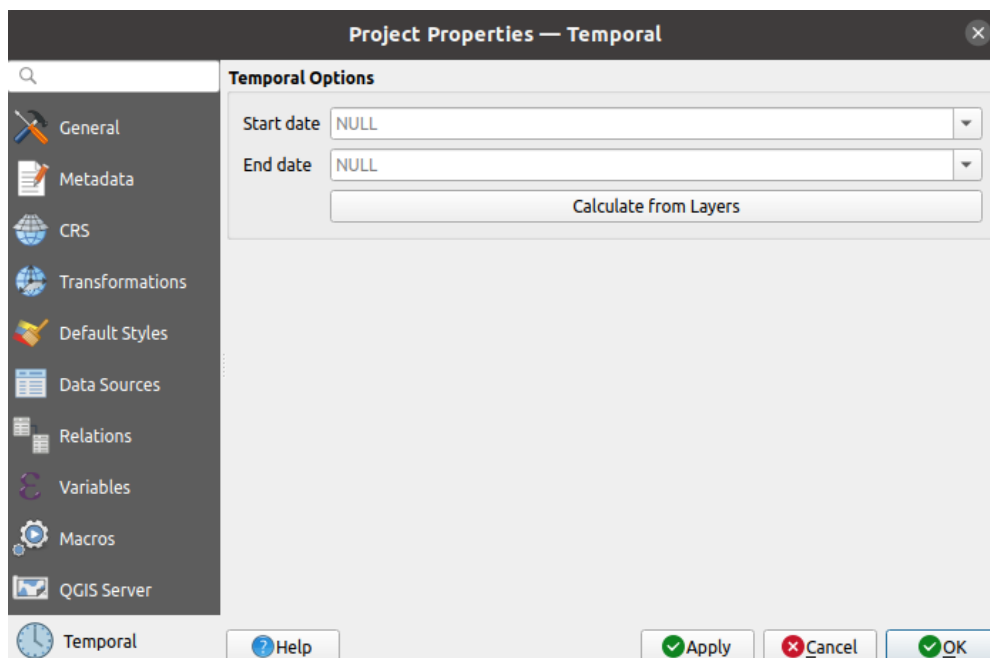 Project Properties — Temporal
Temporal Options
General
Metadata
CRS
Transformations
Default Styles
Data Sources
Relations
Variables
Macros
QGIS Server
Temporal
Start date NULL
End date NULL
Calculate from Layers
Help
Apply
Cancel
OK